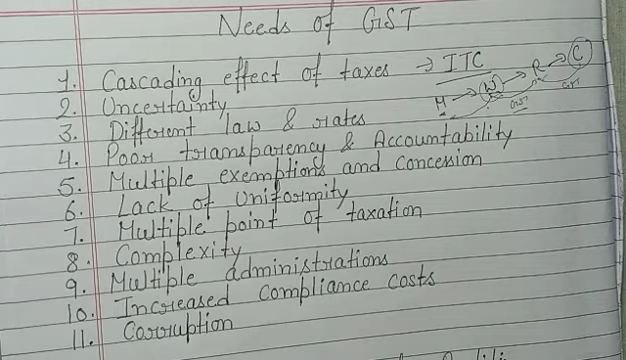 Needs of GST
1. Cascading effect of taxes → ITC
M → W → R → C
2. Uncertainty
3. Different law & rates
4. Poor transparency & Accountability
5. Multiple exemptions and concession
6. Lack of Uniformity
7. Multiple point of taxation
8. Complexity
9. Multiple administrations
10. Increased compliance costs
11. Corruption